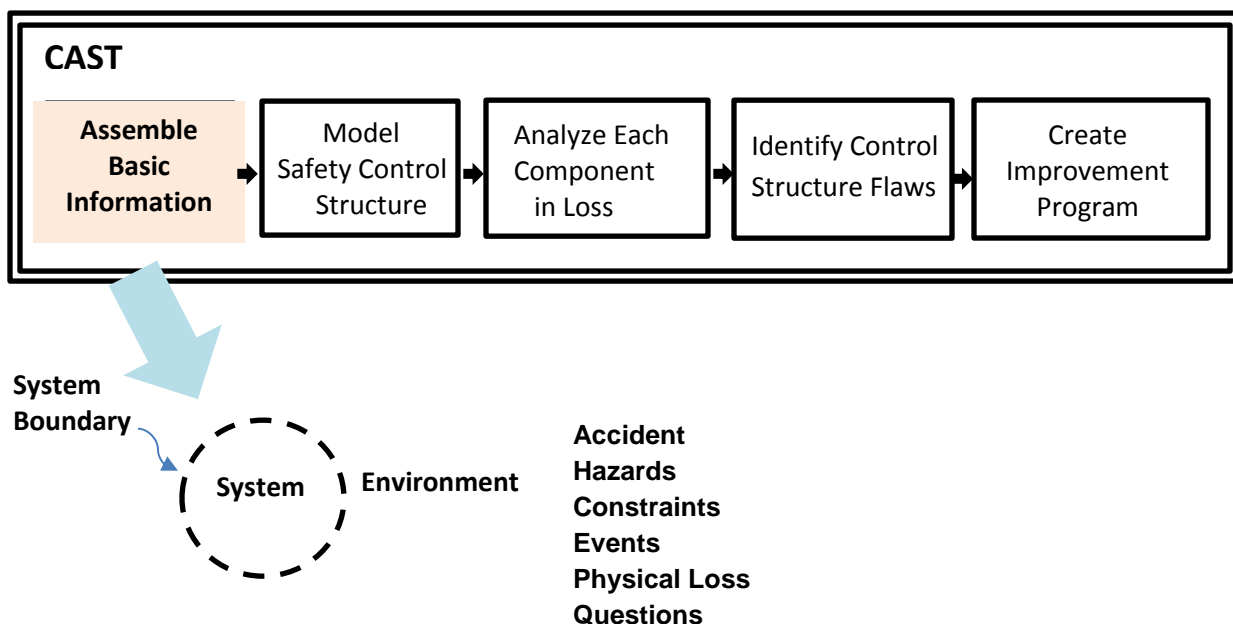 CAST
Assemble
Basic
Information
Model
Safety Control
Structure
Analyze Each
Component
in Loss
Identify Control
Structure Flaws
Create
Improvement
Program
System
Boundary
System
Environment
Accident
Hazards
Constraints
Events
Physical Loss
Questions